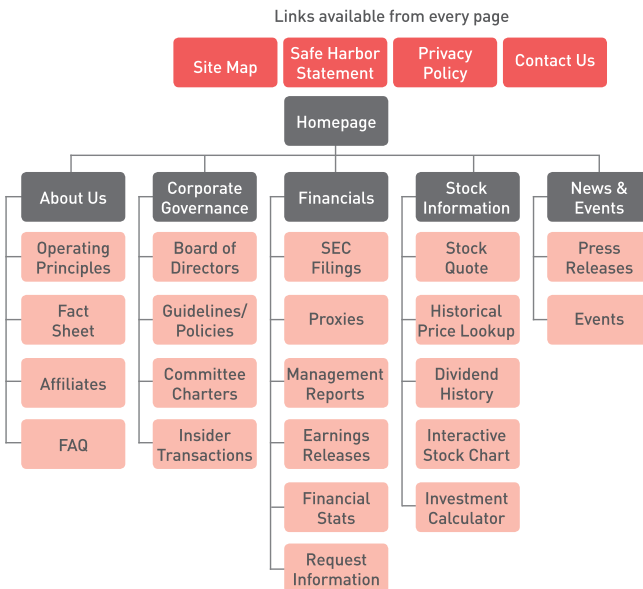 Links available from every page
Site Map
Safe Harbor
Statement
Privacy
Policy
Contact Us
Homepage
About Us
Corporate
Governance
Financials
Stock
Information
News &
Events
Operating
Principles
Board of
Directors
SEC
Filings
Stock
Quote
Press
Releases
Fact
Sheet
Guidelines/
Policies
Proxies
Historical
Price Lookup
Events
Affiliates
Committee
Charters
Management
Reports
Dividend
History
FAQ
Insider
Transactions
Earnings
Releases
Interactive
Stock Chart
Financial
Stats
Investment
Calculator
Request
Information